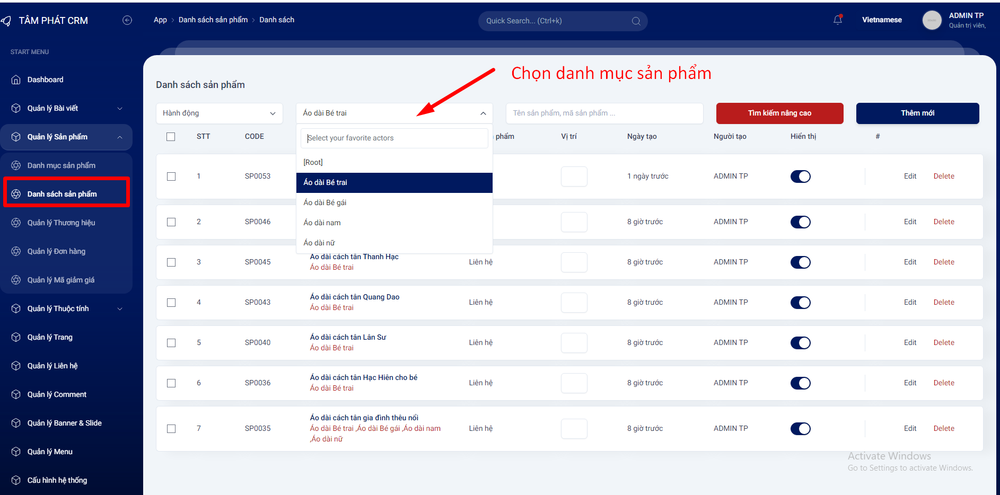 TÂM PHÁT CRM
App > Danh sách sản phẩm > Danh sách
Quick Search... (Ctrl+k)
Vietnamese
ADMIN TP
Quản trị viên,
START MENU
Dashboard
Quản lý Bài viết
Quản lý Sản phẩm
Danh mục sản phẩm
Danh sách sản phẩm
Quản lý Thương hiệu
Quản lý Đơn hàng
Quản lý Mã giảm giá
Quản lý Thuộc tính
Quản lý Trang
Quản lý Liên hệ
Quản lý Comment
Quản lý Banner & Slide
Quản lý Menu
Cấu hình hệ thống
Chọn danh mục sản phẩm
Danh sách sản phẩm
Hành động
Áo dài Bé trai
Tên sản phẩm, mã sản phẩm ...
Tìm kiếm nâng cao
Thêm mới
Select your favorite actors
[Root]
Áo dài Bé trai
Áo dài Bé gái
Áo dài nam
Áo dài nữ
STT CODE phẩm Vị trí Ngày tạo Người tạo Hiển thị #
1 SP0053 1 ngày trước ADMIN TP Edit Delete
2 SP0046 8 giờ trước ADMIN TP Edit Delete
3 SP0045 Áo dài cách tân Thanh Hạc Liên hệ 8 giờ trước ADMIN TP Edit Delete
Áo dài Bé trai
4 SP0043 Áo dài cách tân Quang Dao Liên hệ 8 giờ trước ADMIN TP Edit Delete
Áo dài Bé trai
5 SP0040 Áo dài cách tân Lân Sư Liên hệ 8 giờ trước ADMIN TP Edit Delete
Áo dài Bé trai
6 SP0036 Áo dài cách tân Hạc Hiên cho bé Liên hệ 8 giờ trước ADMIN TP Edit Delete
Áo dài Bé trai
7 SP0035 Áo dài cách tân gia đình thêu nổi Liên hệ 8 giờ trước ADMIN TP Edit Delete
Áo dài Bé trai ,Áo dài Bé gái ,Áo dài nam
,Áo dài nữ
Activate Windows
Go to Settings to activate Windows.